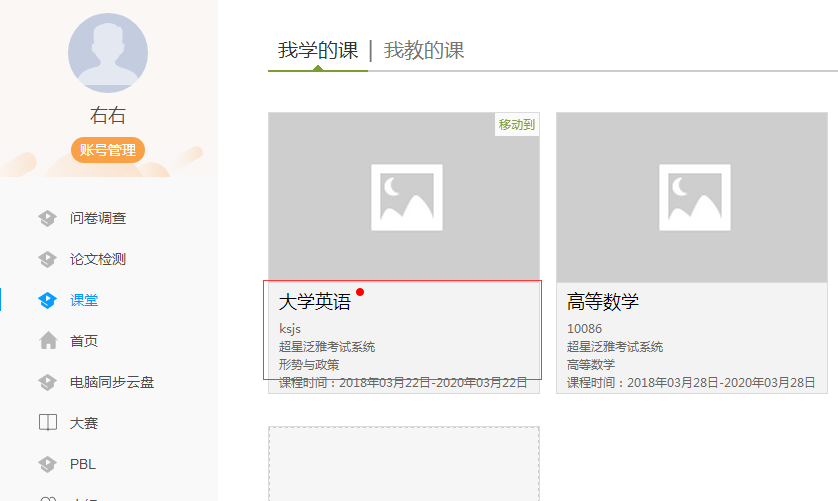 右右
账号管理
问卷调查
论文检测
课堂
首页
电脑同步云盘
大赛
PBL
我学的课 | 我教的课
移动到
大学英语
ksjs
超星泛雅考试系统
形势与政策
课程时间：2018年03月22日-2020年03月22日
高等数学
10086
超星泛雅考试系统
高等数学
课程时间：2018年03月28日-2020年03月28日